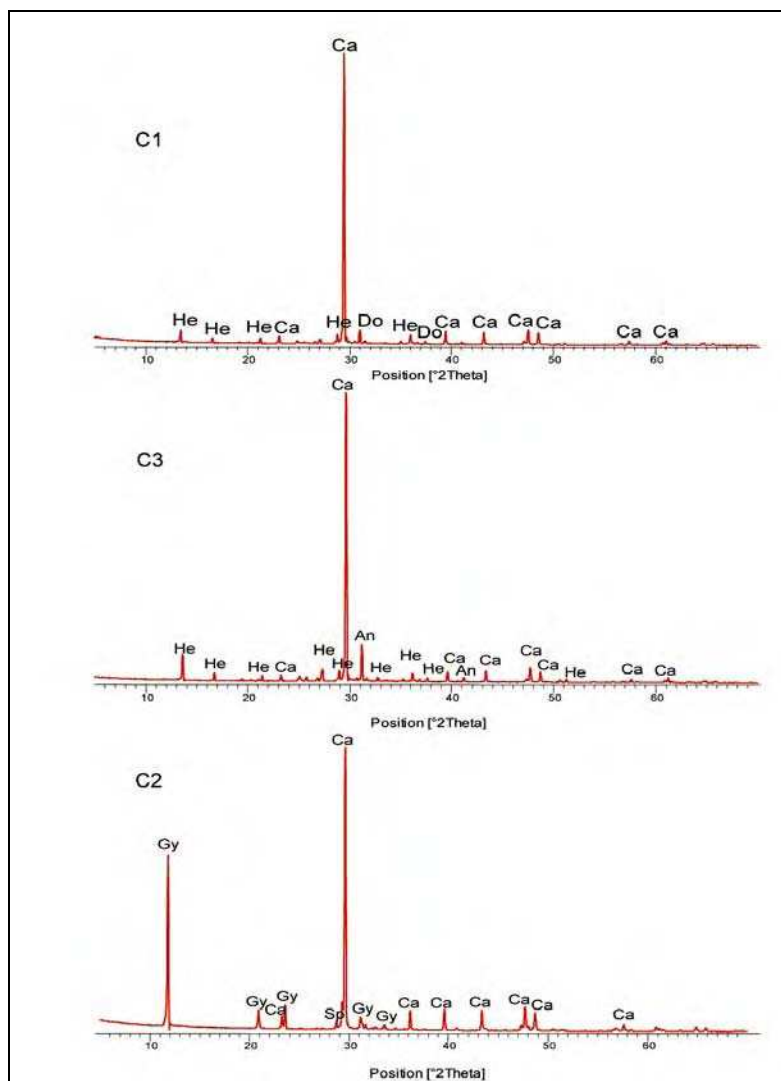 Ca
C1
He He He Ca He Do He Do Ca Ca Ca Ca Ca Ca
10 20 30 40 50 60
Position [°2Theta]
Ca
C3
He He He Ca He He An He He He Ca An Ca Ca Ca He Ca Ca
10 20 30 40 50 60
Position [°2Theta]
Ca
C2
Gy
Gy Ca Gy Sp Gy Gy Ca Ca Ca Ca Ca Ca
10 20 30 40 50 60
Position [°2Theta]